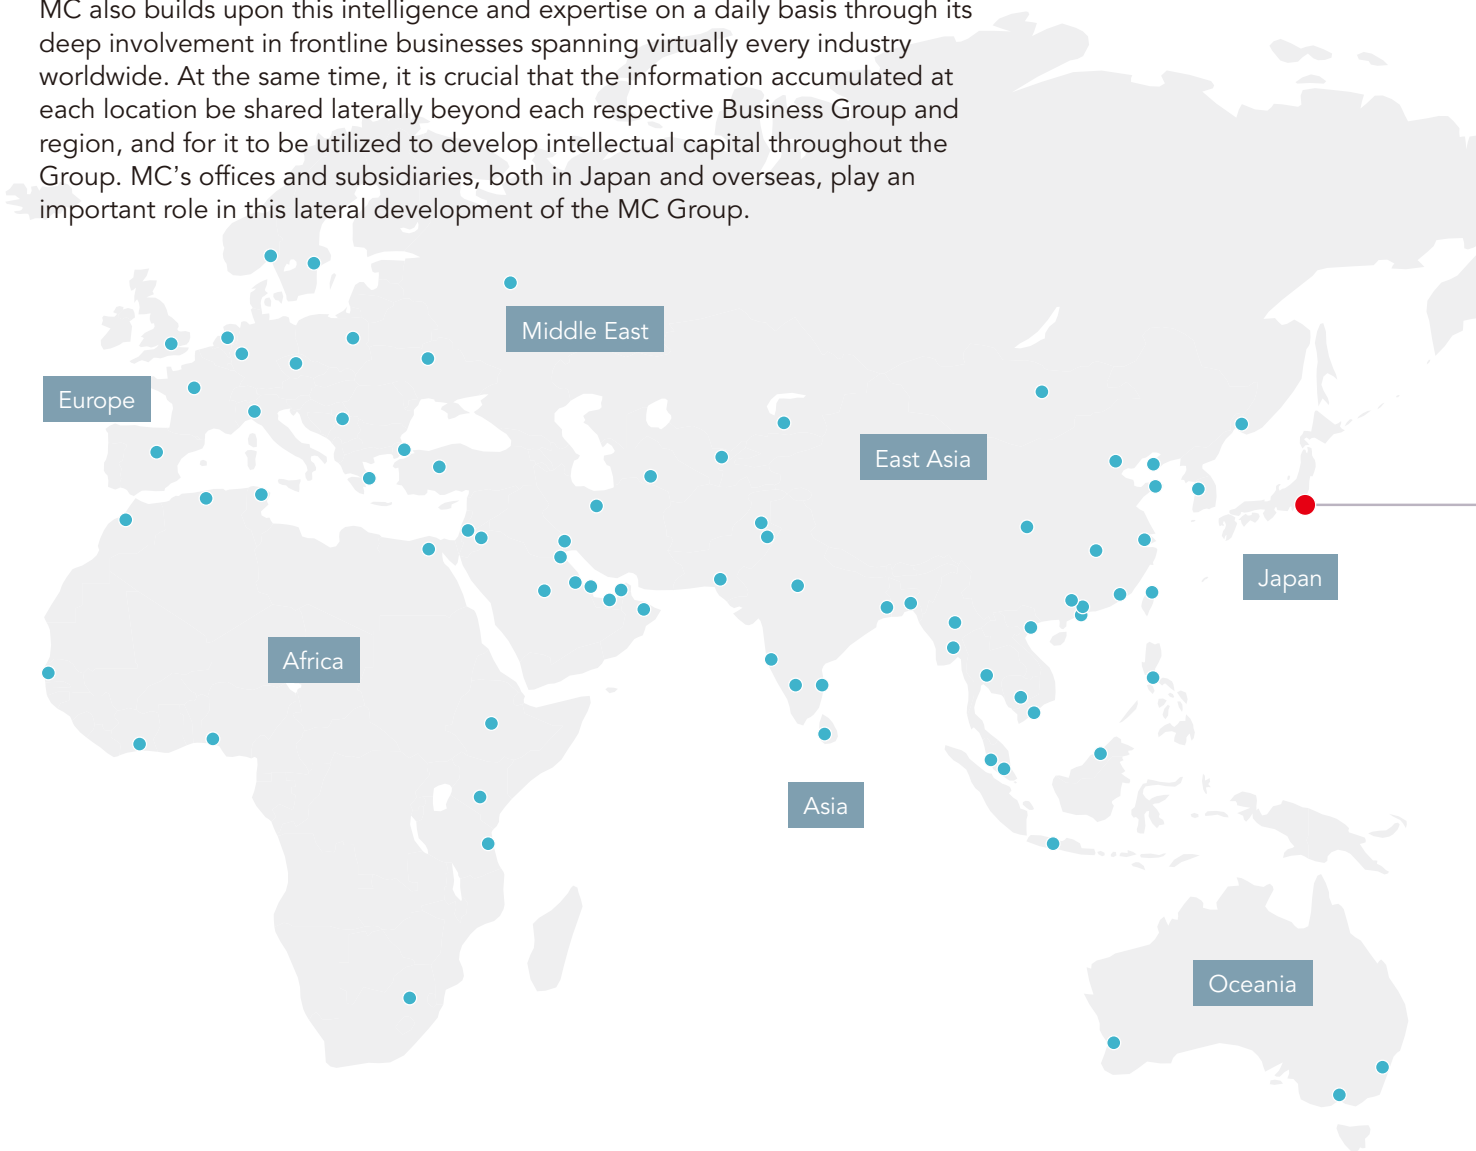 MC also builds upon this intelligence and expertise on a daily basis through its
deep involvement in frontline businesses spanning virtually every industry
worldwide. At the same time, it is crucial that the information accumulated at
each location be shared laterally beyond each respective Business Group and
region, and for it to be utilized to develop intellectual capital throughout the
Group. MC’s offices and subsidiaries, both in Japan and overseas, play an
important role in this lateral development of the MC Group.
Middle East
Europe
East Asia
Japan
Africa
Asia
Oceania